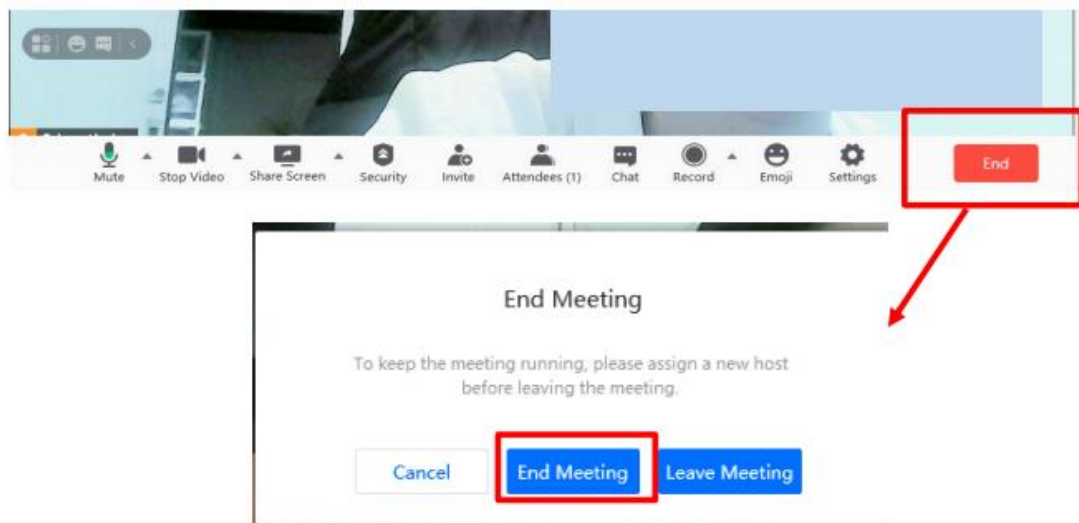 Mute Stop Video Share Screen Security Invite Attendees (1) Chat Record Emoji Settings End
End Meeting
To keep the meeting running, please assign a new host
before leaving the meeting.
Cancel End Meeting Leave Meeting